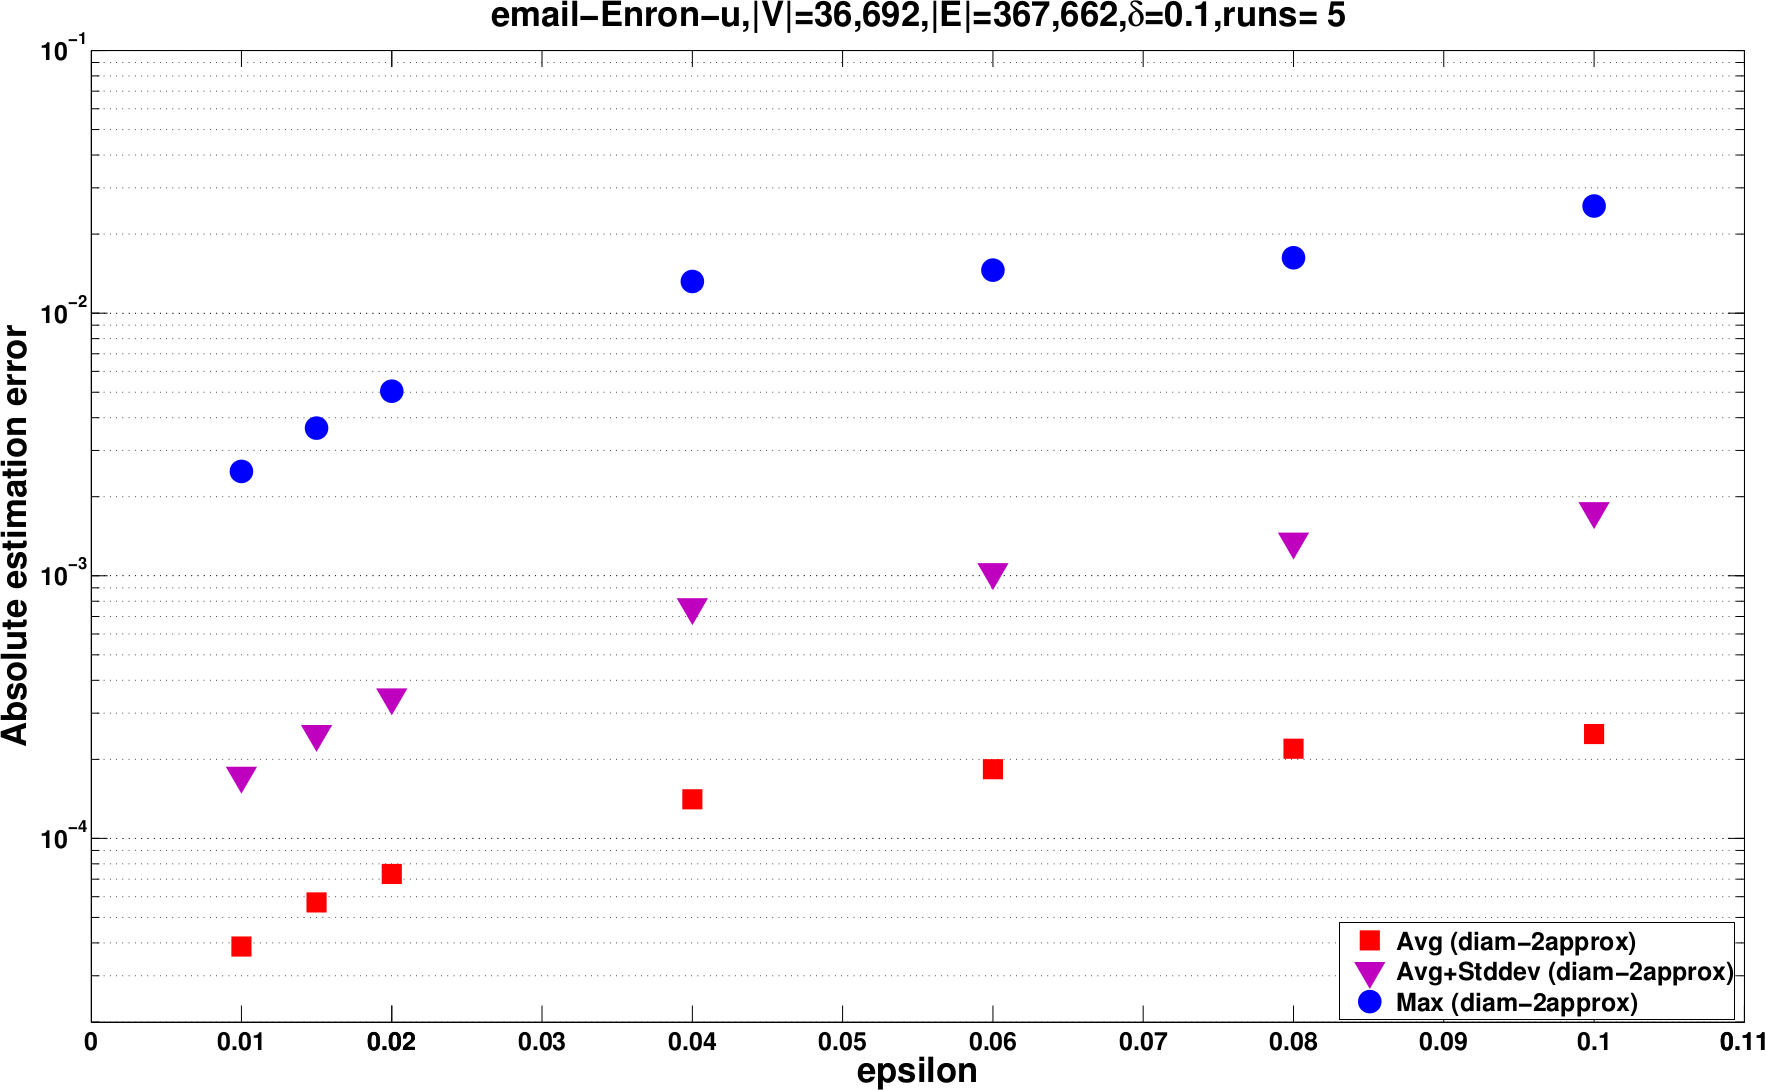 email−Enron−u,|V|=36,692,|E|=367,662,δ=0.1,runs= 5
Absolute estimation error
10−1
10−2
10−3
10−4
0 0.01 0.02 0.03 0.04 0.05 0.06 0.07 0.08 0.09 0.1 0.11
epsilon
Avg (diam−2approx)
Avg+Stddev (diam−2approx)
Max (diam−2approx)